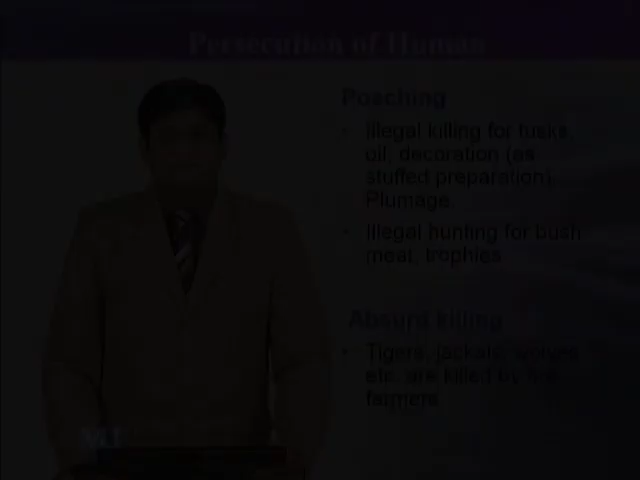 Persecution of Human
Poaching
• Illegal killing for tusks,
oil, decoration (as
stuffed preparation),
Plumage
• Illegal hunting for bush
meat, trophies
Absurd killing
• Tigers, jackals, wolves
etc. are killed by the
farmers